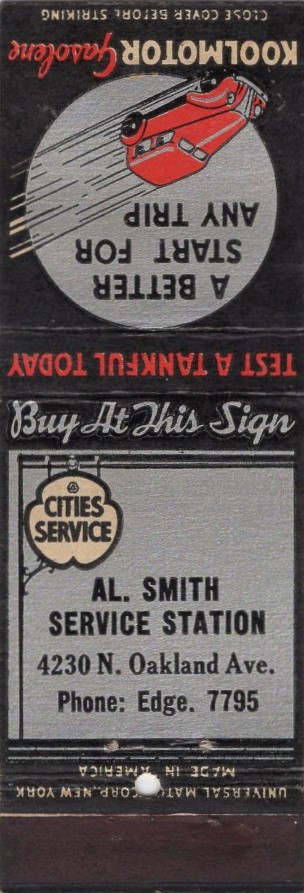 CLOSE COVER BEFORE STRIKING
KOOLMOTOR Gasolene
A BETTER
START FOR
ANY TRIP
TEST A TANKFUL TODAY
Buy At This Sign
CITIES
SERVICE
AL. SMITH
SERVICE STATION
4230 N. Oakland Ave.
Phone: Edge. 7795
MADE IN AMERICA
UNIVERSAL MATCH CORP. NEW YORK